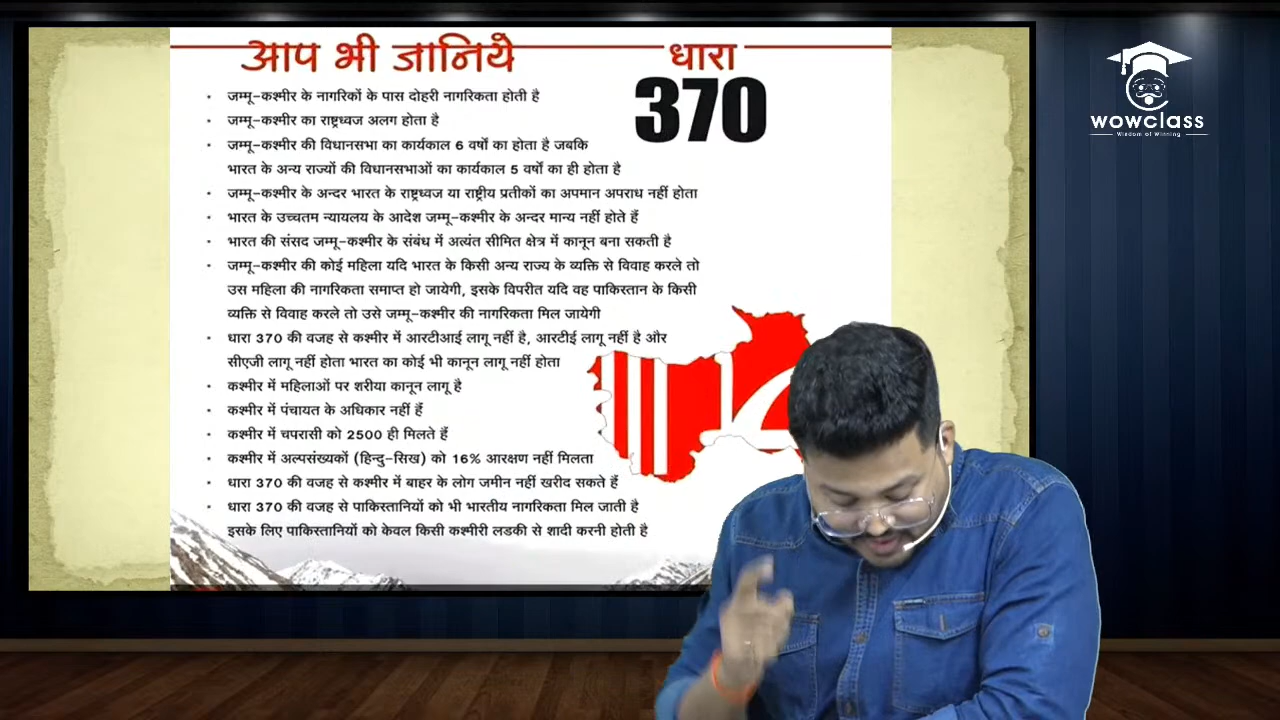 आप भी जानिये
धारा
370
• जम्मू-कश्मीर के नागरिकों के पास दोहरी नागरिकता होती है
• जम्मू-कश्मीर का राष्ट्रध्वज अलग होता है
• जम्मू-कश्मीर की विधानसभा का कार्यकाल 6 वर्षों का होता है जबकि
भारत के अन्य राज्यों की विधानसभाओं का कार्यकाल 5 वर्षों का ही होता है
• जम्मू-कश्मीर के अन्दर भारत के राष्ट्रध्वज या राष्ट्रीय प्रतीकों का अपमान अपराध नहीं होता
• भारत के उच्चतम न्यायलय के आदेश जम्मू-कश्मीर के अन्दर मान्य नहीं होते हैं
• भारत की संसद जम्मू-कश्मीर के संबंध में अत्यंत सीमित क्षेत्र में कानून बना सकती है
• जम्मू-कश्मीर की कोई महिला यदि भारत के किसी अन्य राज्य के व्यक्ति से विवाह करले तो
उस महिला की नागरिकता समाप्त हो जायेगी, इसके विपरीत यदि वह पाकिस्तान के किसी
व्यक्ति से विवाह करले तो उसे जम्मू-कश्मीर की नागरिकता मिल जायेगी
• धारा 370 की वजह से कश्मीर में आरटीआई लागू नहीं है, आरटीई लागू नहीं है और
सीएजी लागू नहीं होता भारत का कोई भी कानून लागू नहीं होता
• कश्मीर में महिलाओं पर शरीया कानून लागू है
• कश्मीर में पंचायत के अधिकार नहीं हैं
• कश्मीर में चपरासी को 2500 ही मिलते हैं
• कश्मीर में अल्पसंख्यकों (हिन्दु-सिख) को 16% आरक्षण नहीं मिलता
• धारा 370 की वजह से कश्मीर में बाहर के लोग जमीन नहीं खरीद सकते हैं
• धारा 370 की वजह से पाकिस्तानियों को भी भारतीय नागरिकता मिल जाती है
इसके लिए पाकिस्तानियों को केवल किसी कश्मीरी लडकी से शादी करनी होती है
wowclass
Wisdom of Winning